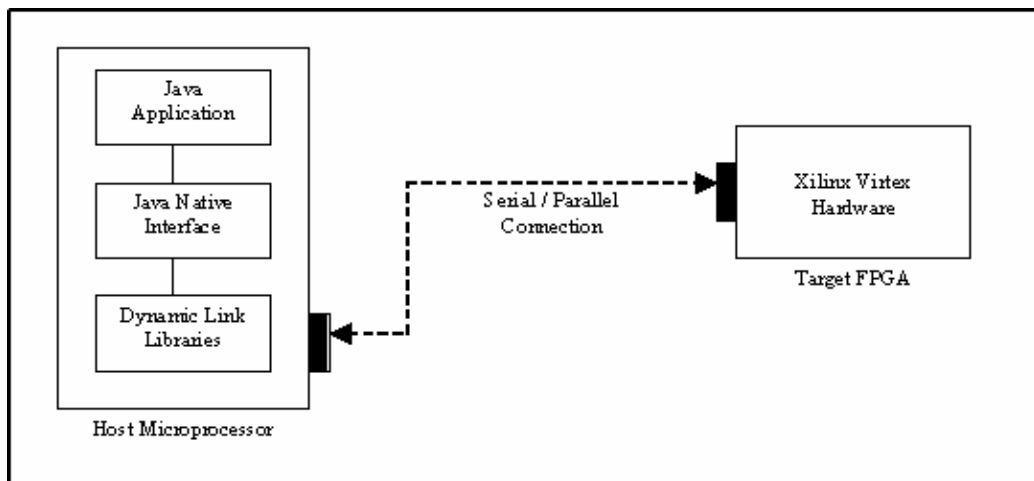 Java
Application
Java Native
Interface
Dynamic Link
Libraries
Host Microprocessor
Serial / Parallel
Connection
Xilinx Virtex
Hardware
Target FPGA